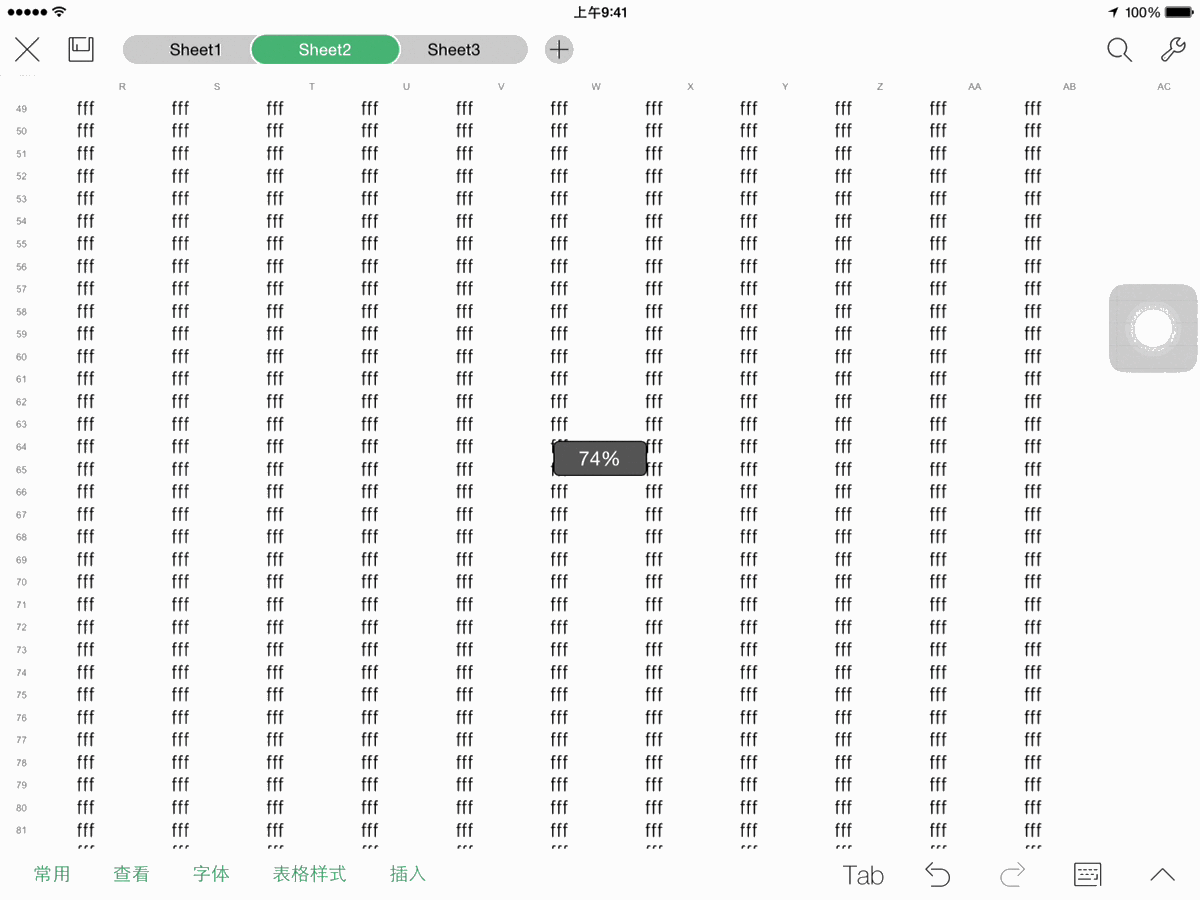 上午9:41 100%
Sheet1 Sheet2 Sheet3
R S T U V W X Y Z AA AB AC
49 fff fff fff fff fff fff fff fff fff fff fff
50 fff fff fff fff fff fff fff fff fff fff fff
51 fff fff fff fff fff fff fff fff fff fff fff
52 fff fff fff fff fff fff fff fff fff fff fff
53 fff fff fff fff fff fff fff fff fff fff fff
54 fff fff fff fff fff fff fff fff fff fff fff
55 fff fff fff fff fff fff fff fff fff fff fff
56 fff fff fff fff fff fff fff fff fff fff fff
57 fff fff fff fff fff fff fff fff fff fff fff
58 fff fff fff fff fff fff fff fff fff fff fff
59 fff fff fff fff fff fff fff fff fff fff fff
60 fff fff fff fff fff fff fff fff fff fff fff
61 fff fff fff fff fff fff fff fff fff fff fff
62 fff fff fff fff fff fff fff fff fff fff fff
63 fff fff fff fff fff fff fff fff fff fff fff
64 fff fff fff fff fff fff fff fff fff fff
74%
65 fff fff fff fff fff fff fff fff fff fff
66 fff fff fff fff fff fff fff fff fff fff fff
67 fff fff fff fff fff fff fff fff fff fff fff
68 fff fff fff fff fff fff fff fff fff fff fff
69 fff fff fff fff fff fff fff fff fff fff fff
70 fff fff fff fff fff fff fff fff fff fff fff
71 fff fff fff fff fff fff fff fff fff fff fff
72 fff fff fff fff fff fff fff fff fff fff fff
73 fff fff fff fff fff fff fff fff fff fff fff
74 fff fff fff fff fff fff fff fff fff fff fff
75 fff fff fff fff fff fff fff fff fff fff fff
76 fff fff fff fff fff fff fff fff fff fff fff
77 fff fff fff fff fff fff fff fff fff fff fff
78 fff fff fff fff fff fff fff fff fff fff fff
79 fff fff fff fff fff fff fff fff fff fff fff
80 fff fff fff fff fff fff fff fff fff fff fff
81 fff fff fff fff fff fff fff fff fff fff fff
常用 查看 字体 表格样式 插入 Tab